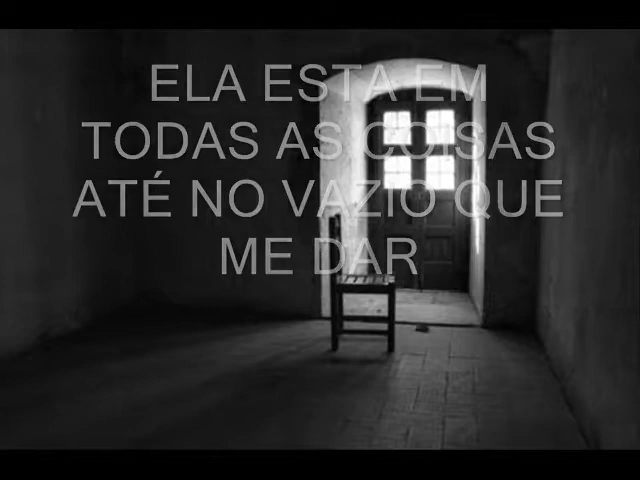 ELA ESTA EM
TODAS AS COISAS
ATÉ NO VAZIO QUE
ME DAR